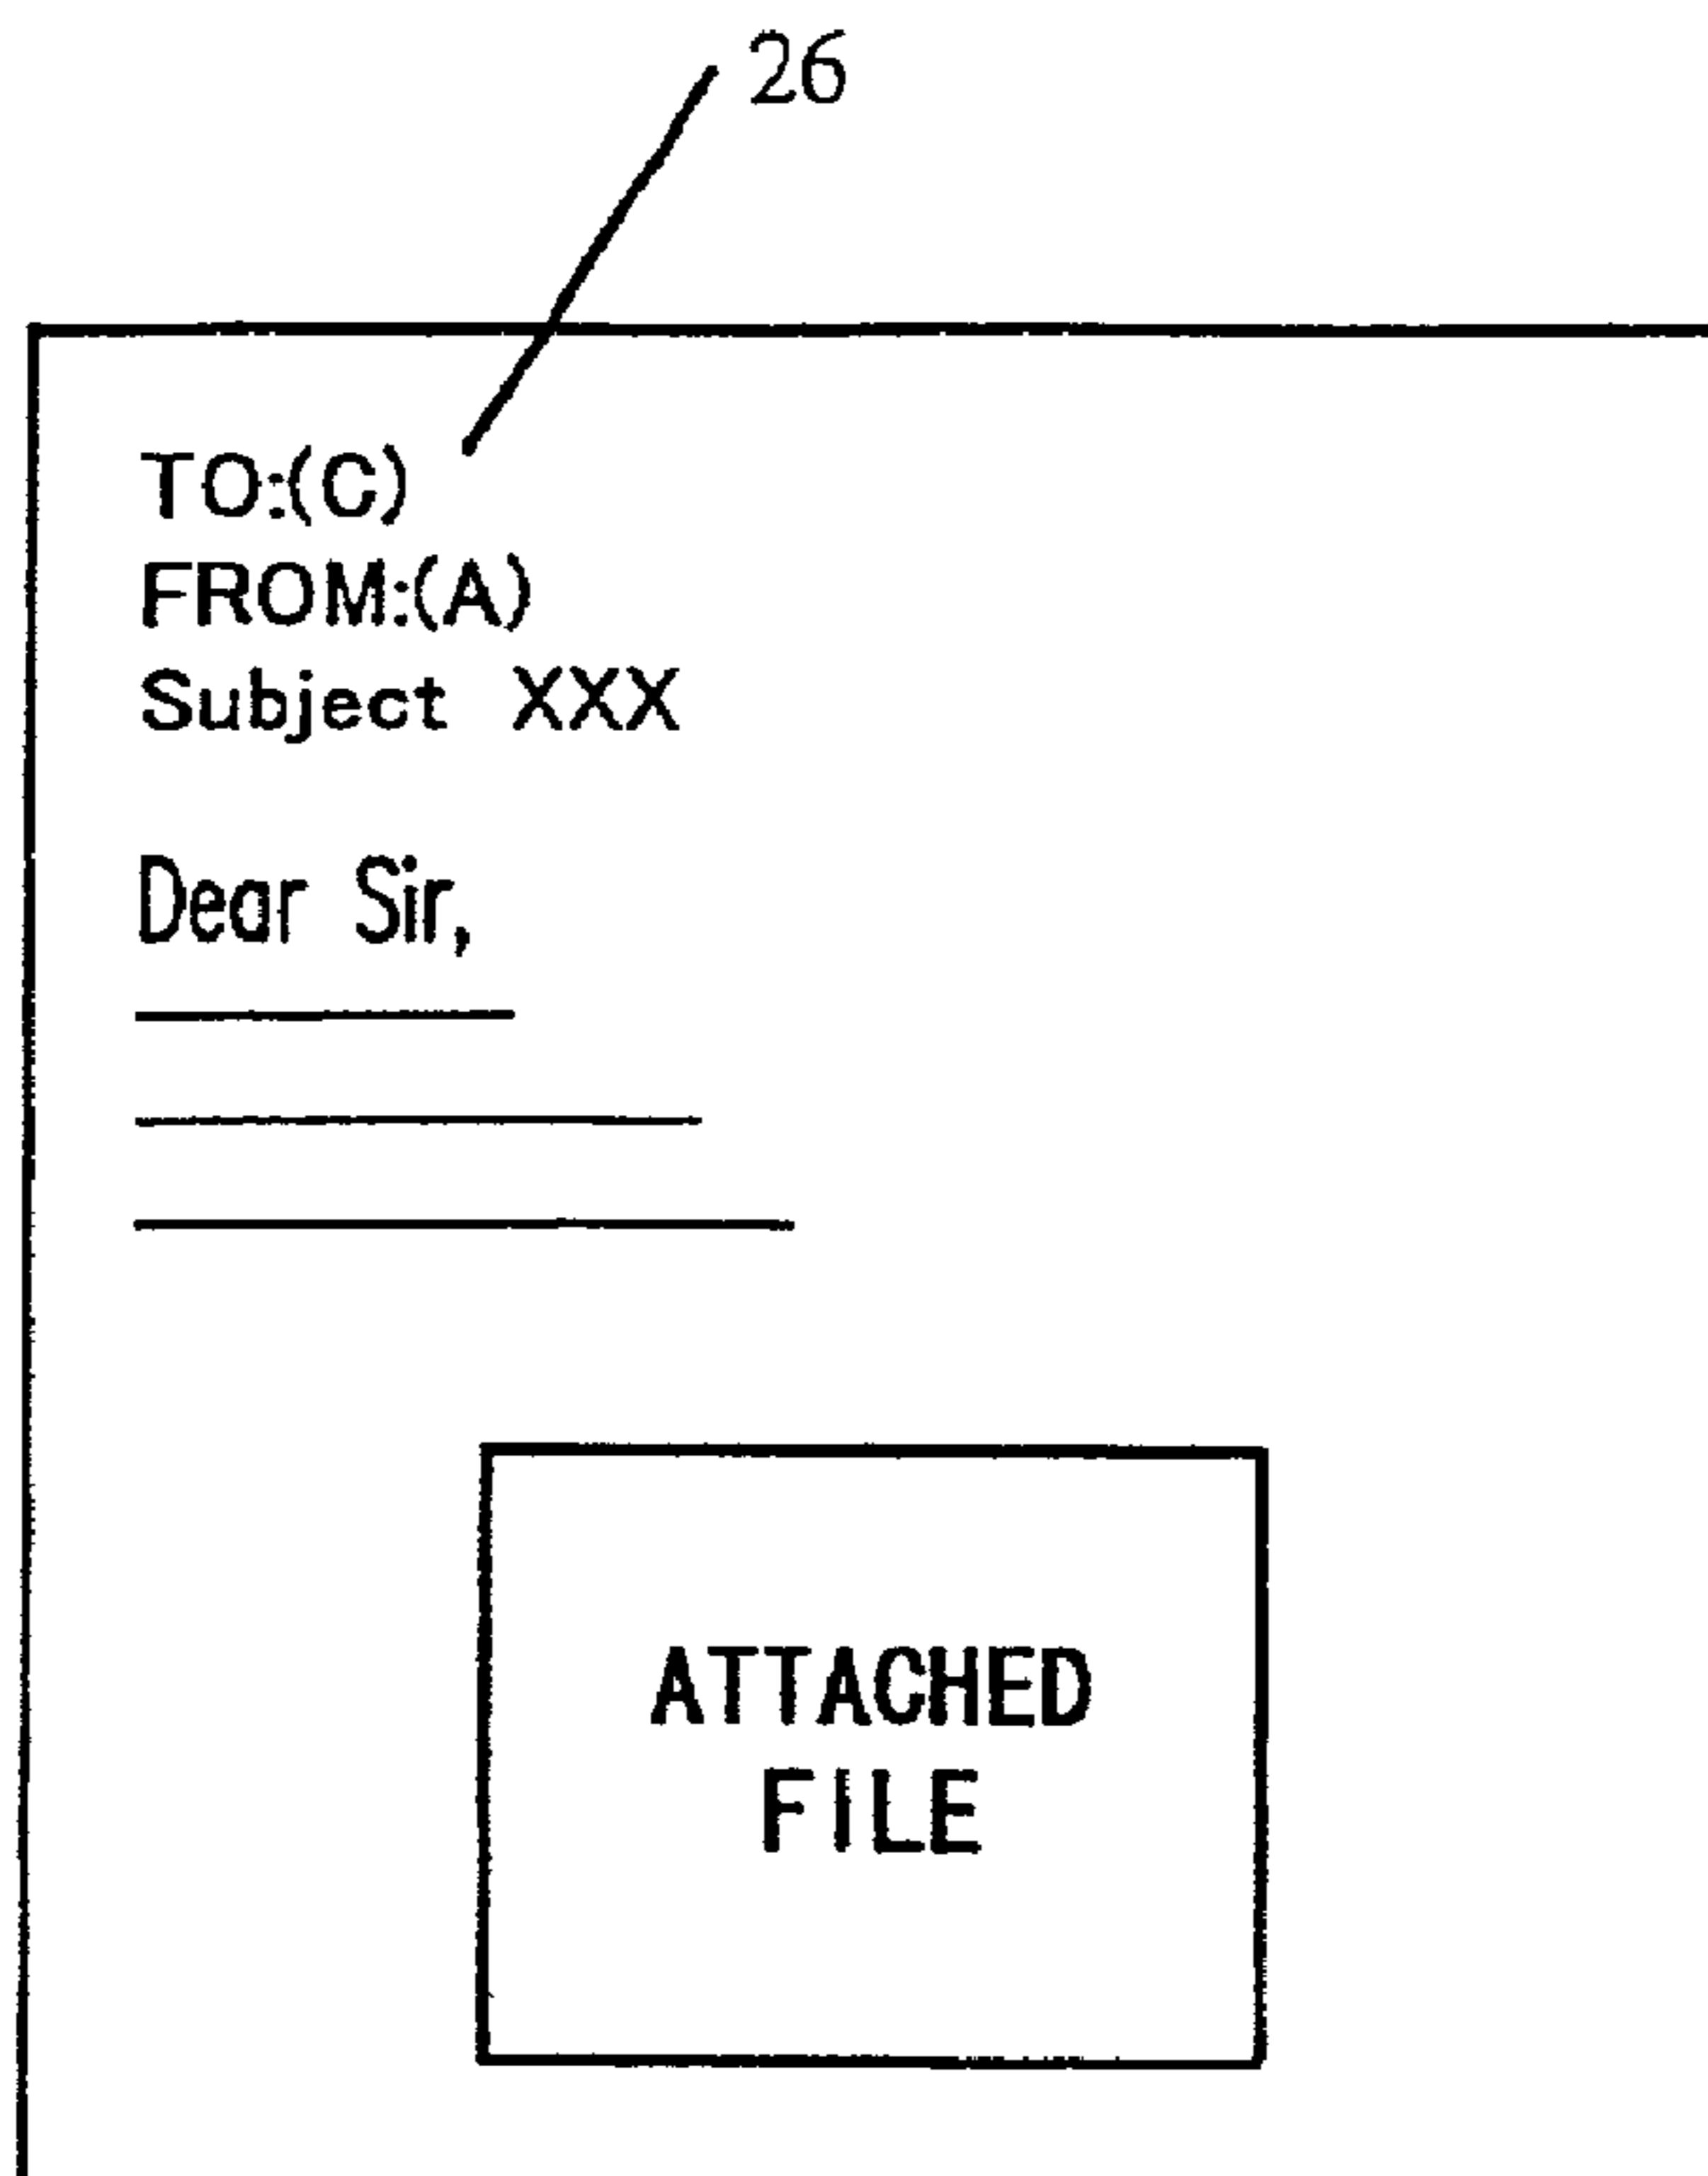 26
TO:(C)
FROM:(A)
Subject XXX
Dear Sir,
ATTACHED
FILE